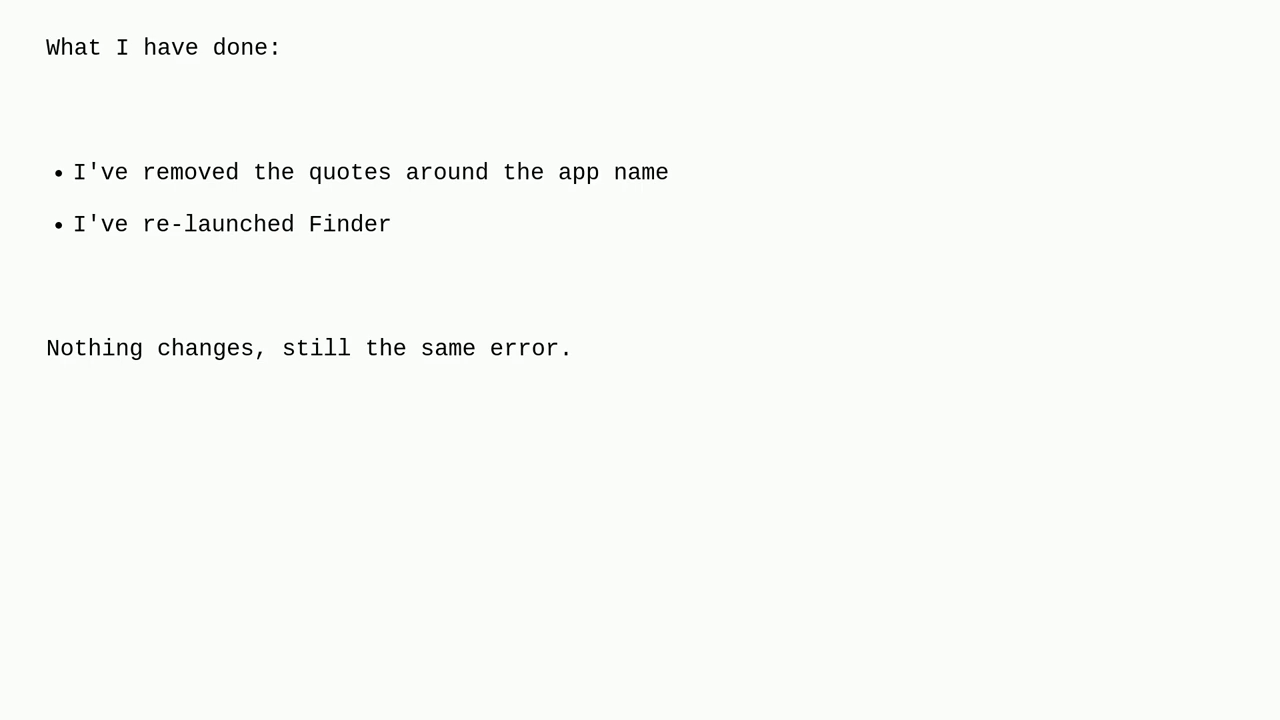 What I have done:
• I've removed the quotes around the app name
• I've re-launched Finder
Nothing changes, still the same error.